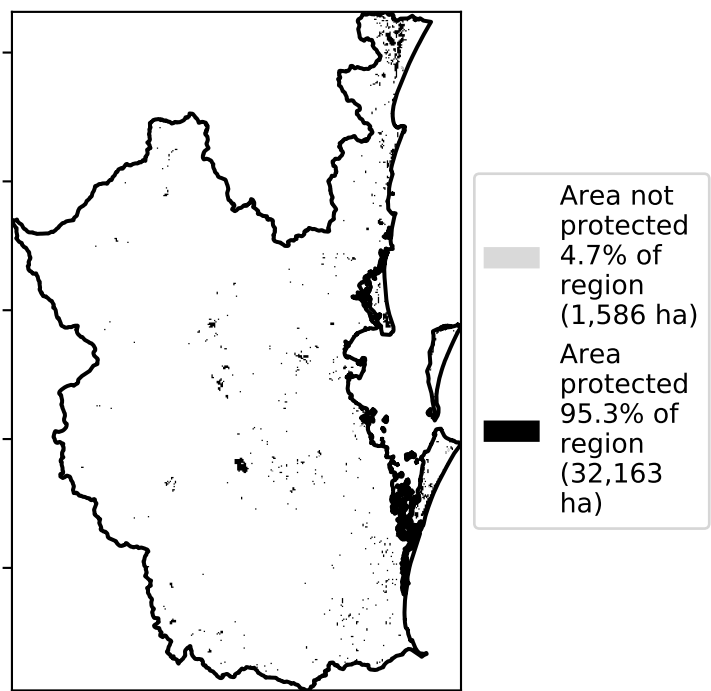 Area not
protected
4.7% of
region
(1,586 ha)
Area
protected
95.3% of
region
(32,163
ha)